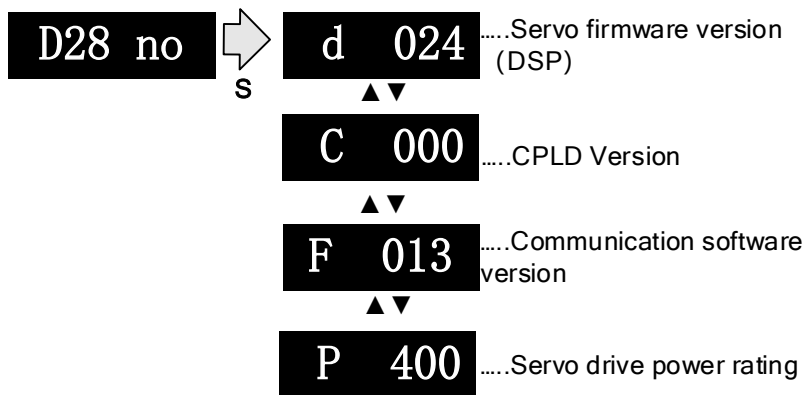 D28 no
S
d 024 .....Servo firmware version
(DSP)
▲▼
C 000 .....CPLD Version
▲▼
F 013 .....Communication software
version
▲▼
P 400 .....Servo drive power rating